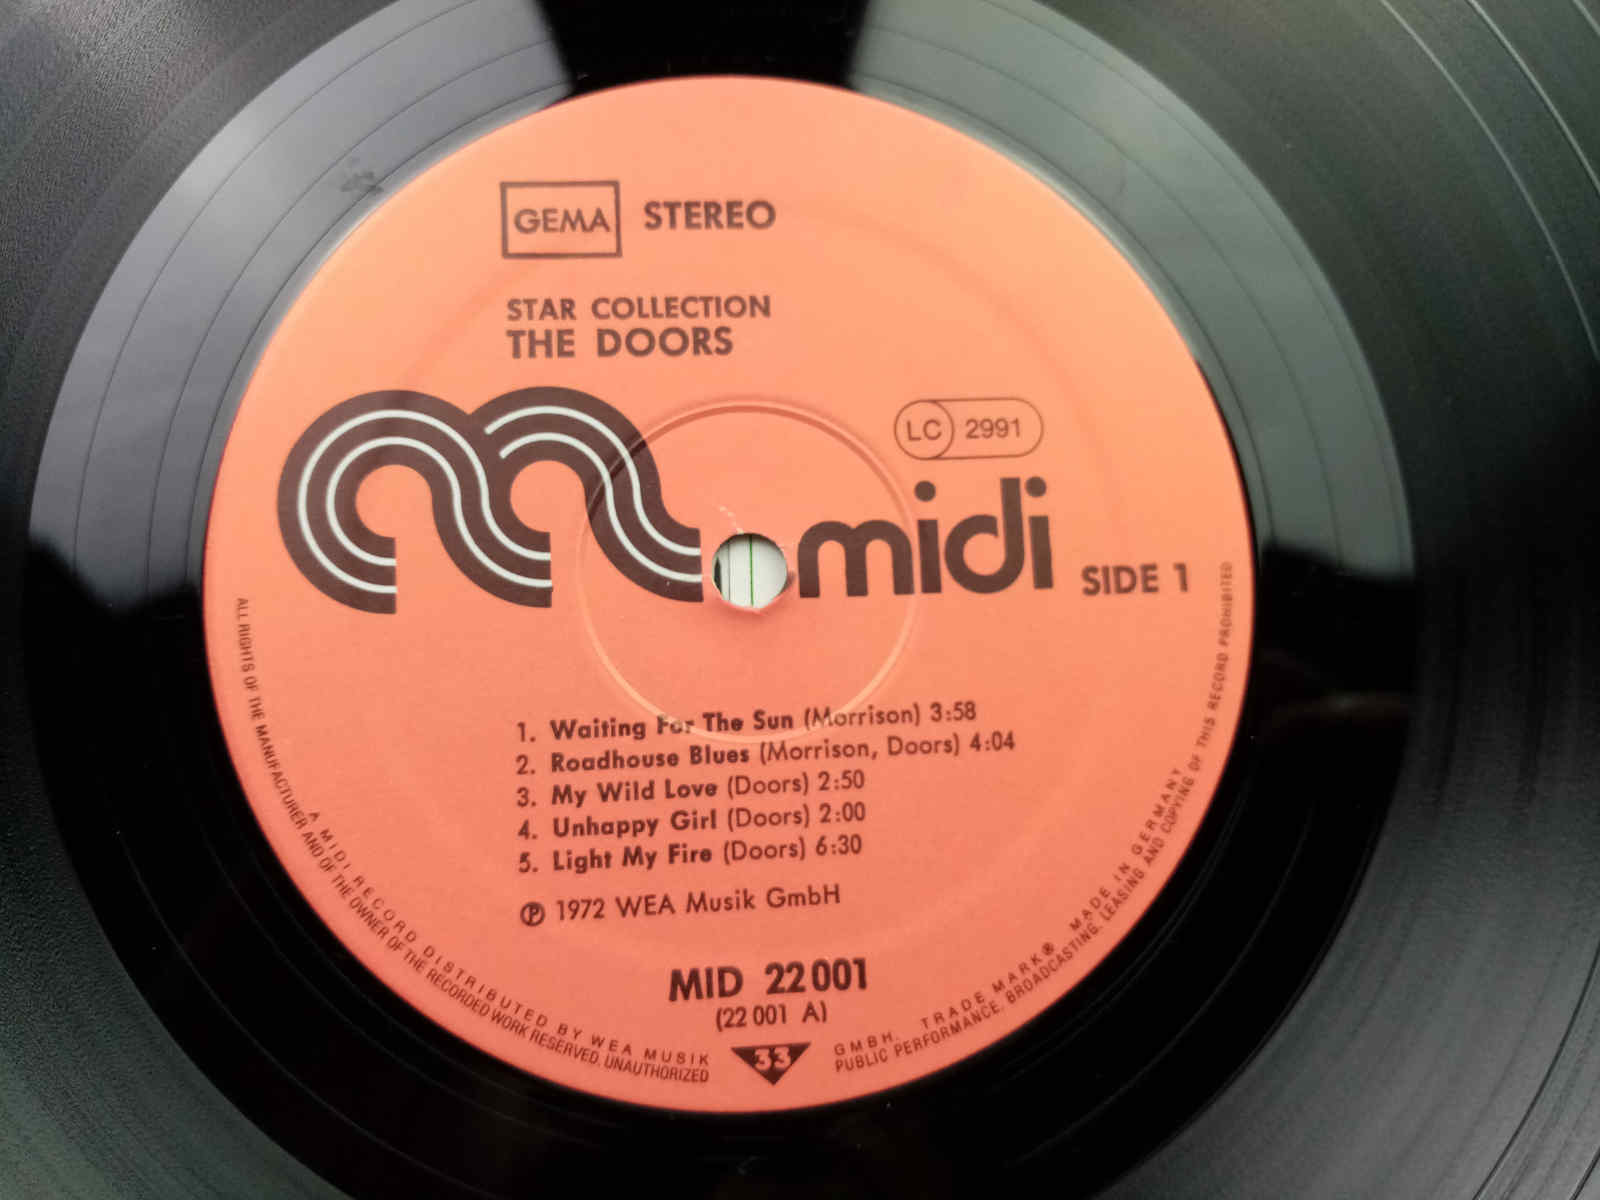 GEMA STEREO
STAR COLLECTION
THE DOORS
LC 2991
midi
SIDE 1
1. Waiting For The Sun (Morrison) 3:58
2. Roadhouse Blues (Morrison, Doors) 4:04
3. My Wild Love (Doors) 2:50
4. Unhappy Girl (Doors) 2:00
5. Light My Fire (Doors) 6:30
℗ 1972 WEA Musik GmbH
MID 22 001
(22 001 A)
33
A MIDI RECORD DISTRIBUTED BY WEA MUSIK GMBH. TRADE MARK® MADE IN GERMANY
ALL RIGHTS OF THE MANUFACTURER AND OF THE OWNER OF THE RECORDED WORK RESERVED. UNAUTHORIZED PUBLIC PERFORMANCE, BROADCASTING, LEASING AND COPYING OF THIS RECORD PROHIBITED